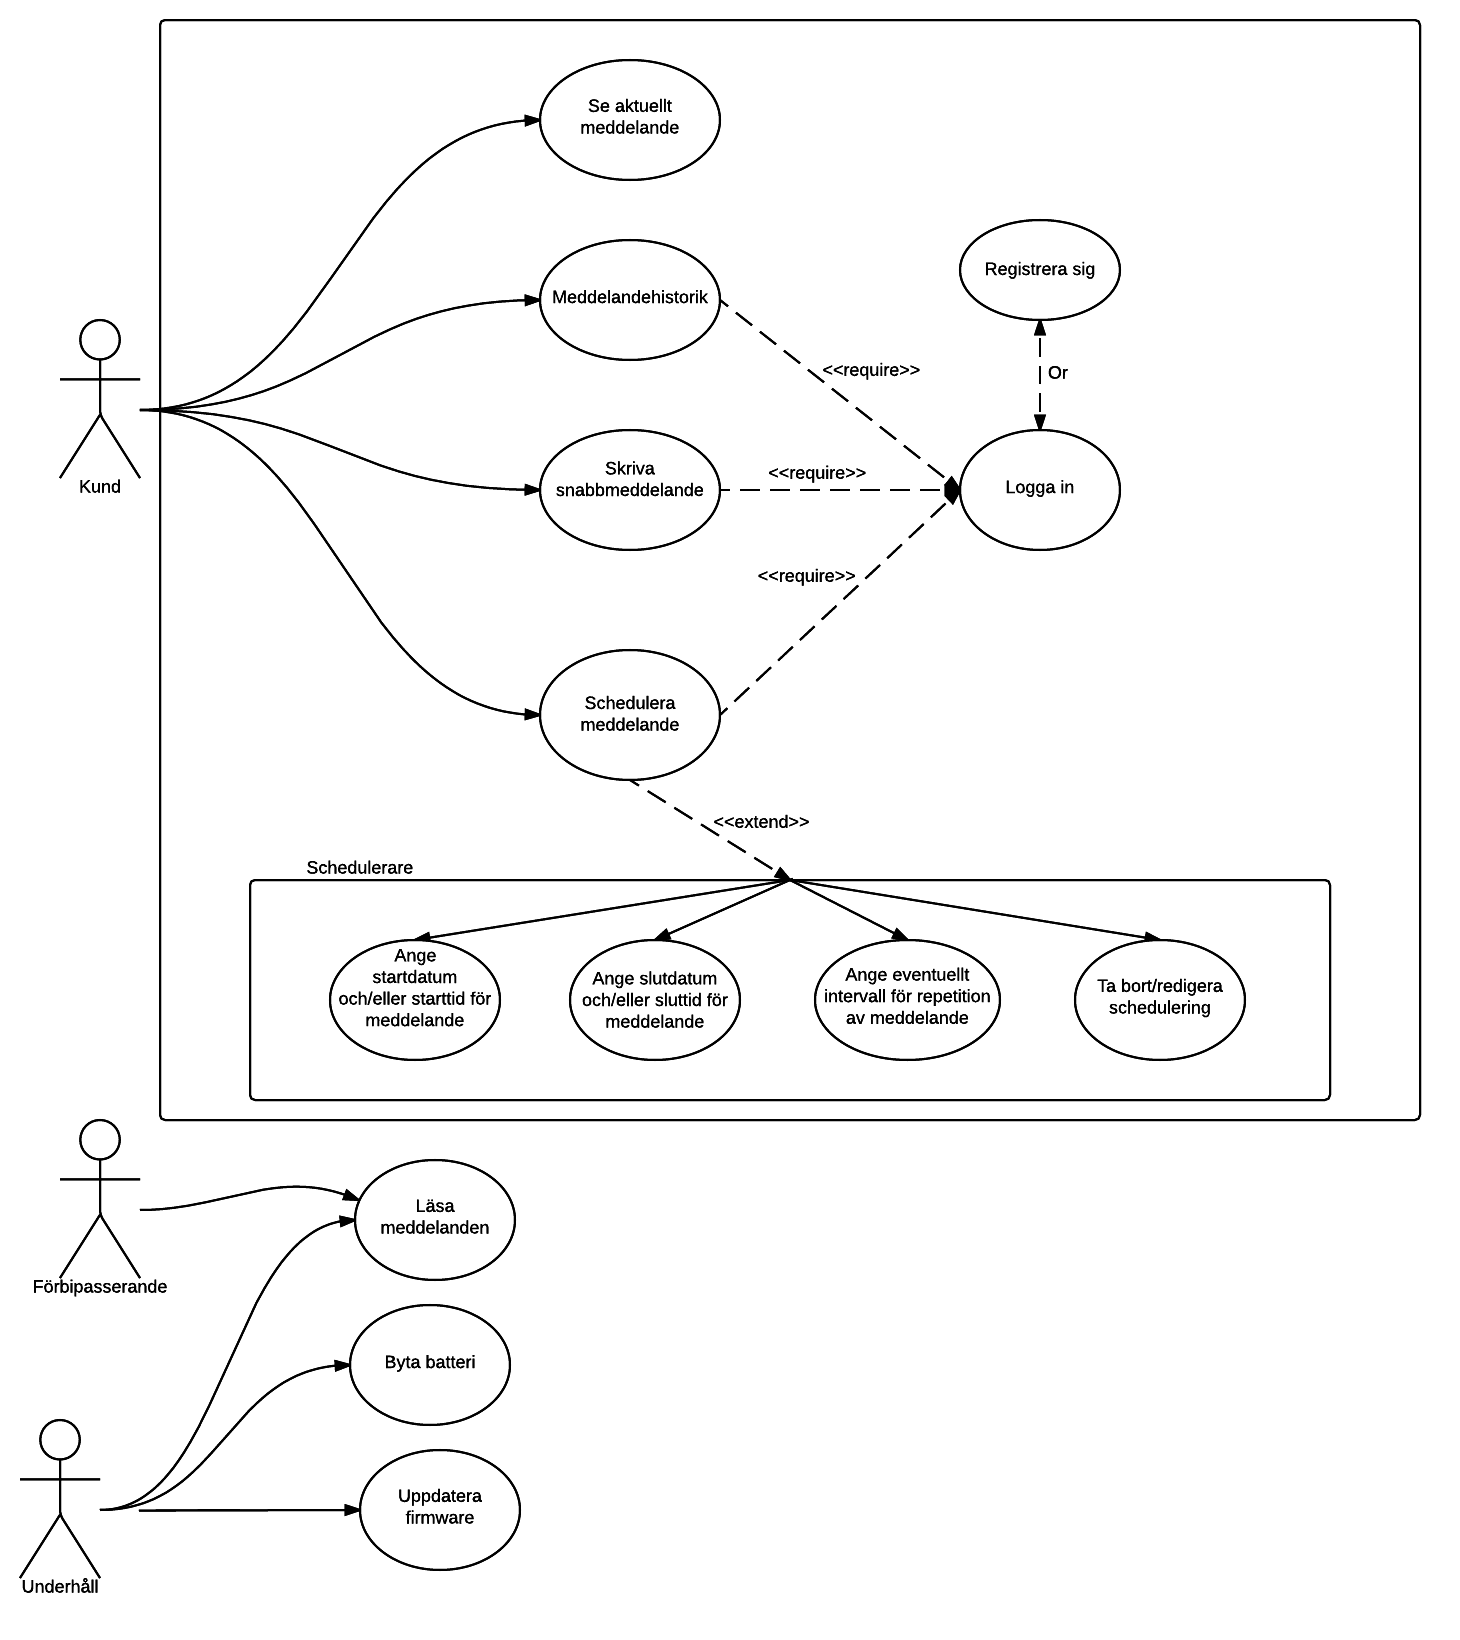 Se aktuellt
meddelande
Meddelandehistorik
Registrera sig
<<require>>
Or
Kund
Skriva
snabbmeddelande
<<require>>
Logga in
<<require>>
Schedulera
meddelande
<<extend>>
Schedulerare
Ange
startdatum
och/eller starttid för
meddelande
Ange slutdatum
och/eller sluttid för
meddelande
Ange eventuellt
intervall för repetition
av meddelande
Ta bort/redigera
schedulering
Läsa
meddelanden
Förbipasserande
Byta batteri
Uppdatera
firmware
Underhåll